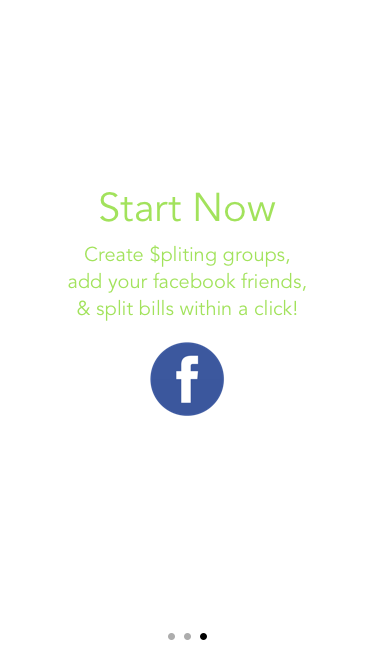 Start Now
Create $pliting groups,
add your facebook friends,
& split bills within a click!
f